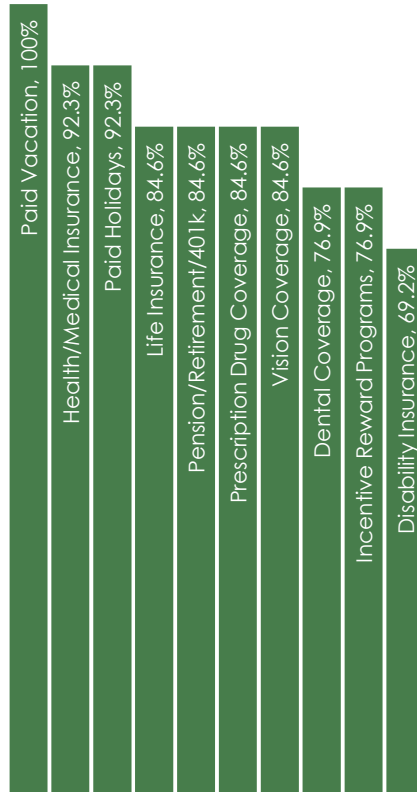 Paid Vacation, 100%
Health/Medical Insurance, 92.3%
Paid Holidays, 92.3%
Life Insurance, 84.6%
Pension/Retirement/401k, 84.6%
Prescription Drug Coverage, 84.6%
Vision Coverage, 84.6%
Dental Coverage, 76.9%
Incentive Reward Programs, 76.9%
Disability Insurance, 69.2%